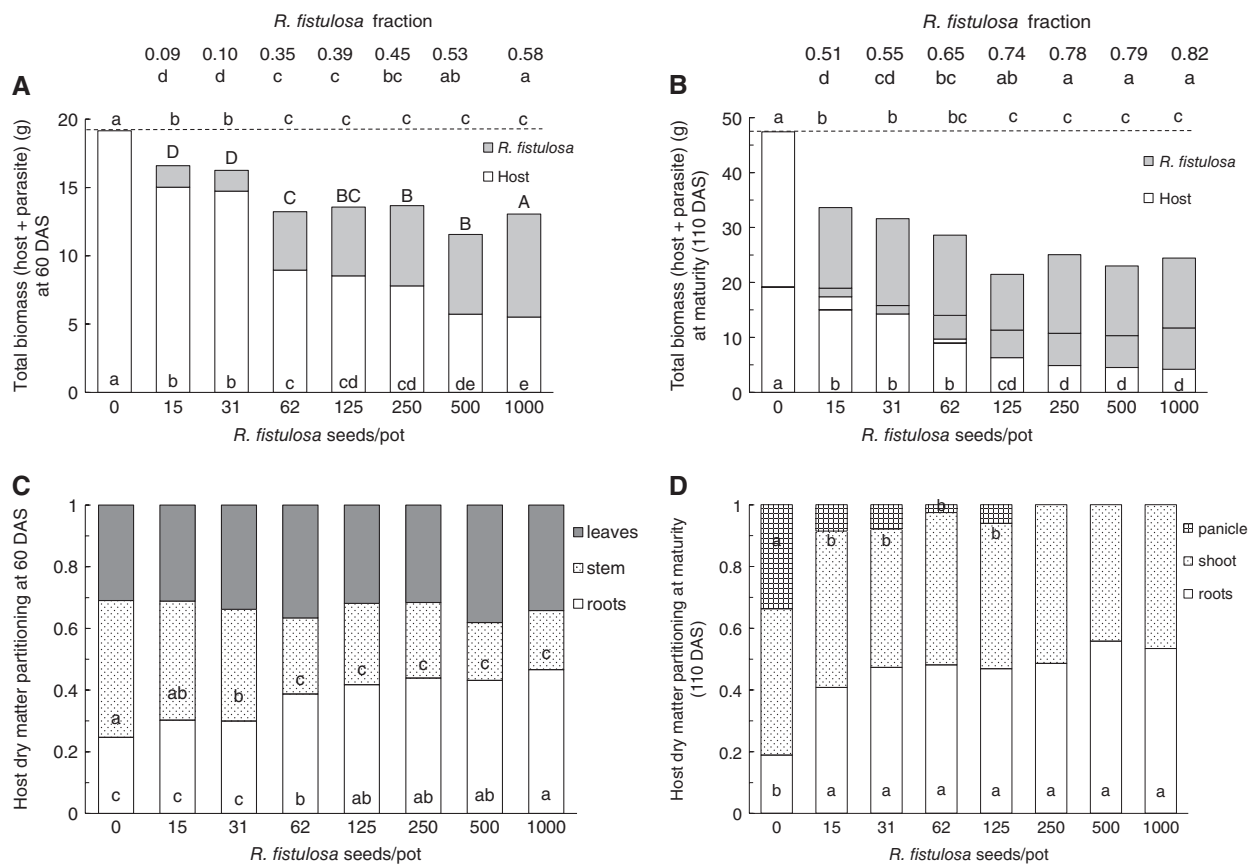 A
R. fistulosa fraction
0.09 0.10 0.35 0.39 0.45 0.53 0.58
d d c c bc ab a
a b b c c c c c
Total biomass (host + parasite) (g)
at 60 DAS
20
15
10
5
0
D D C BC B B A
R. fistulosa
Host
a b b c cd cd de e
0 15 31 62 125 250 500 1000
R. fistulosa seeds/pot
B
R. fistulosa fraction
0.51 0.55 0.65 0.74 0.78 0.79 0.82
d cd bc ab a a a
a b b bc c c c c
Total biomass (host + parasite) (g)
at maturity (110 DAS)
50
40
30
20
10
0
R. fistulosa
Host
a b b b cd d d d
0 15 31 62 125 250 500 1000
R. fistulosa seeds/pot
C
Host dry matter partitioning at 60 DAS
1
0.8
0.6
0.4
0.2
0
leaves
stem
roots
a ab b c c c c c
c c c b ab ab ab a
0 15 31 62 125 250 500 1000
R. fistulosa seeds/pot
D
Host dry matter partitioning at maturity
(110 DAS)
1
0.8
0.6
0.4
0.2
0
panicle
shoot
roots
a b b b b
b a a a a a a a
0 15 31 62 125 250 500 1000
R. fistulosa seeds/pot